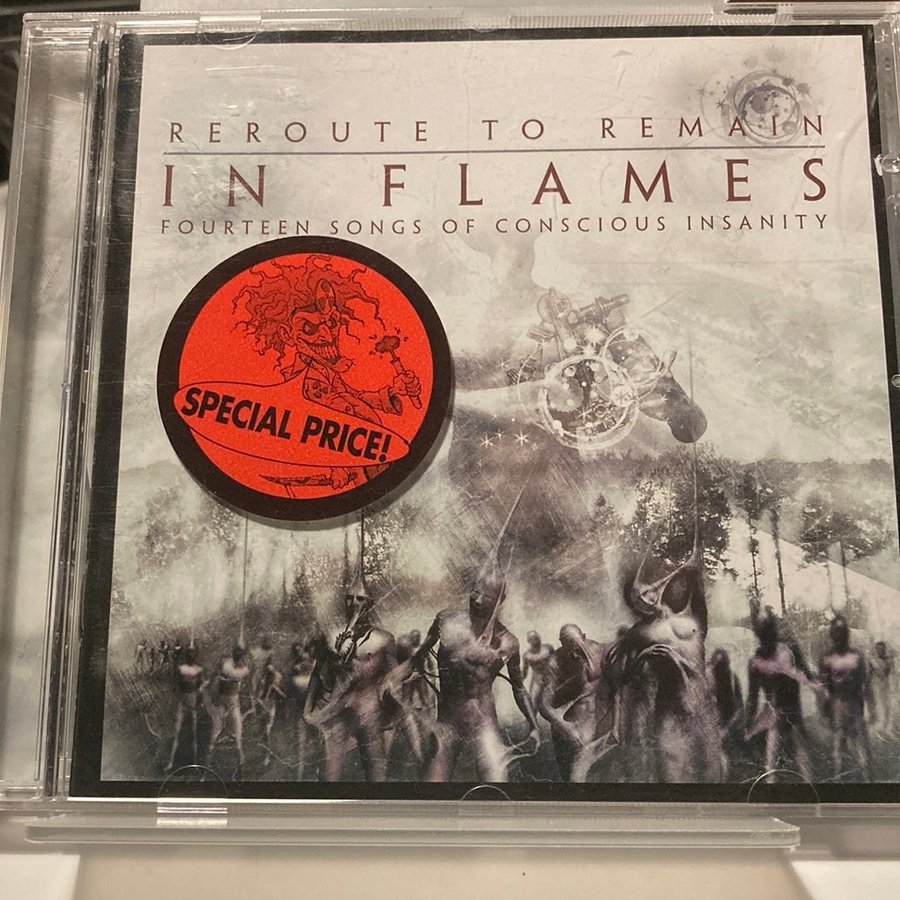 REROUTE TO REMAIN
IN FLAMES
FOURTEEN SONGS OF CONSCIOUS INSANITY
SPECIAL PRICE!